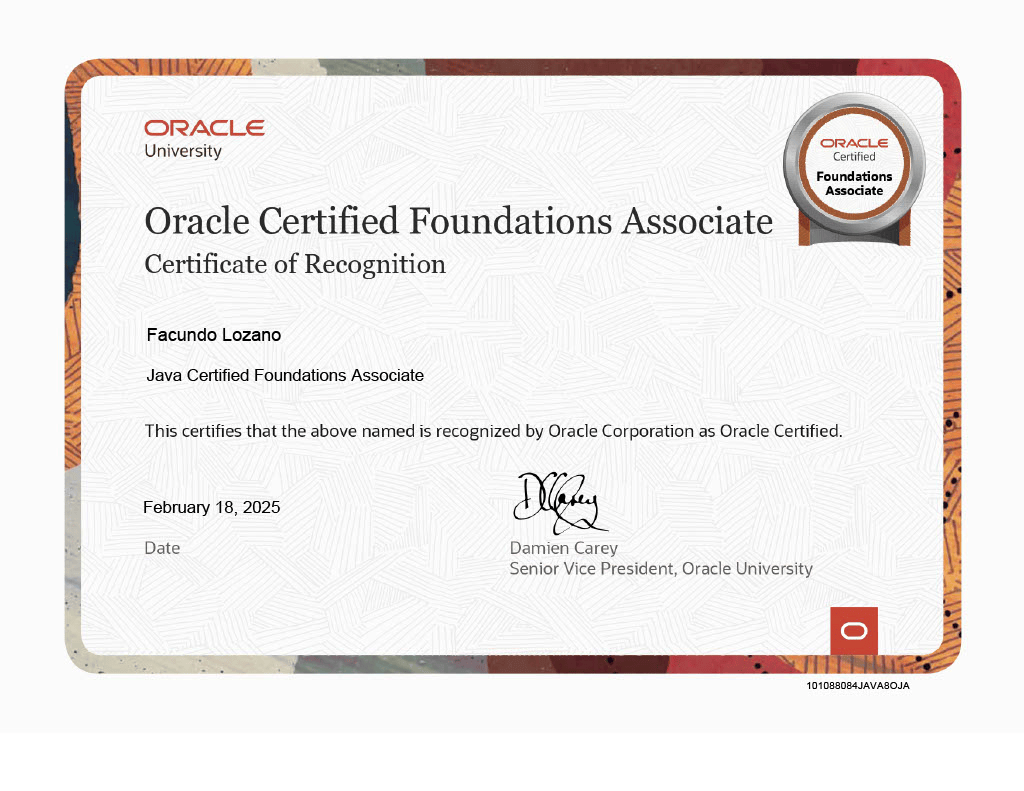 ORACLE
University
ORACLE
Certified
Foundations
Associate
Oracle Certified Foundations Associate
Certificate of Recognition
Facundo Lozano
Java Certified Foundations Associate
This certifies that the above named is recognized by Oracle Corporation as Oracle Certified.
February 18, 2025
Date
DCCarey
Damien Carey
Senior Vice President, Oracle University
101088084JAVA8OJA